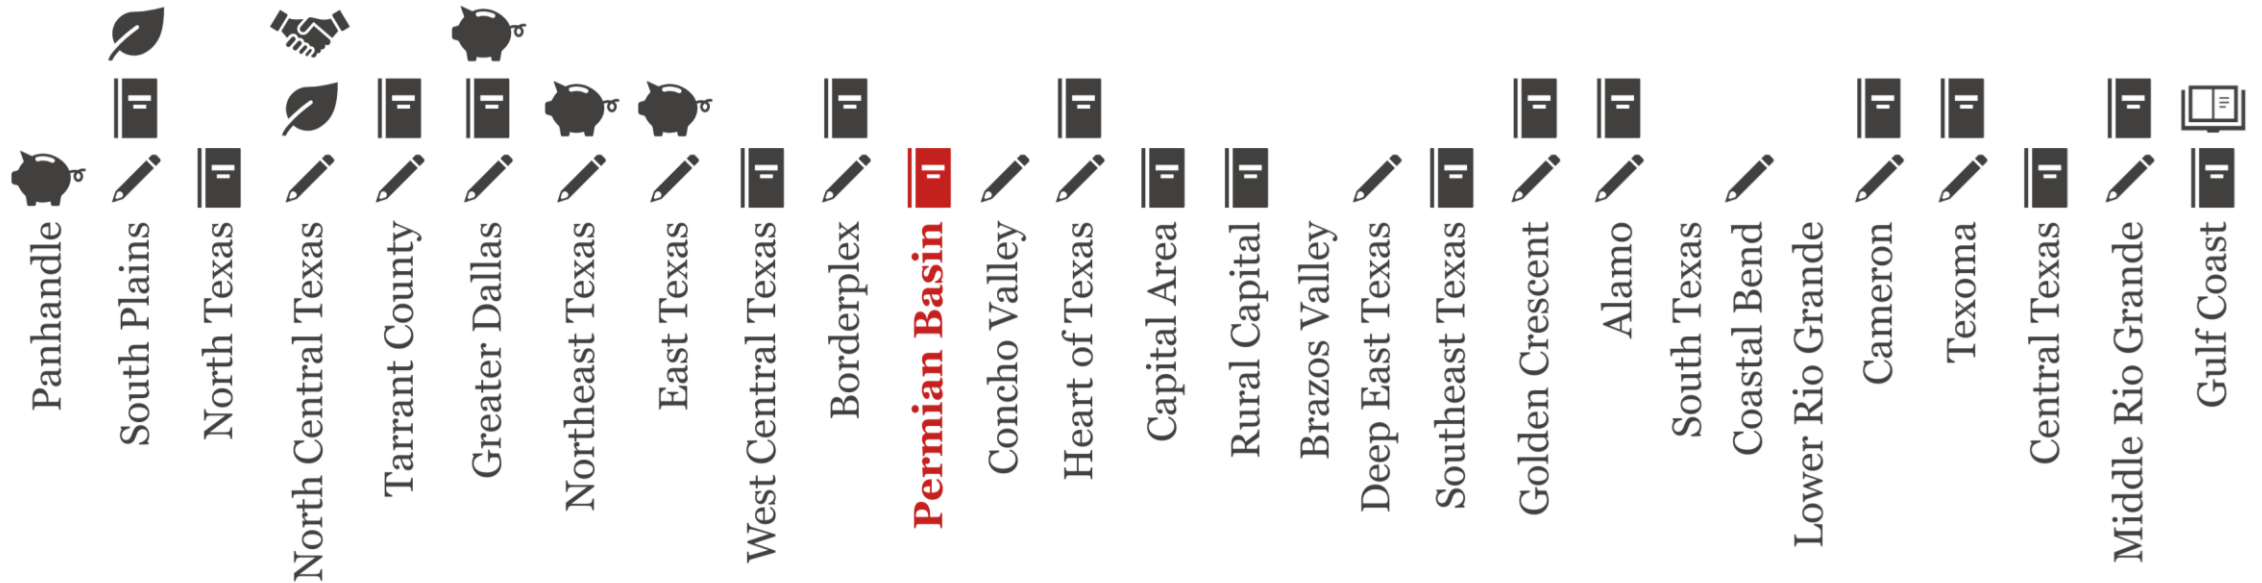 Panhandle
South Plains
North Texas
North Central Texas
Tarrant County
Greater Dallas
Northeast Texas
East Texas
West Central Texas
Borderplex
Permian Basin
Concho Valley
Heart of Texas
Capital Area
Rural Capital
Brazos Valley
Deep East Texas
Southeast Texas
Golden Crescent
Alamo
South Texas
Coastal Bend
Lower Rio Grande
Cameron
Texoma
Central Texas
Middle Rio Grande
Gulf Coast